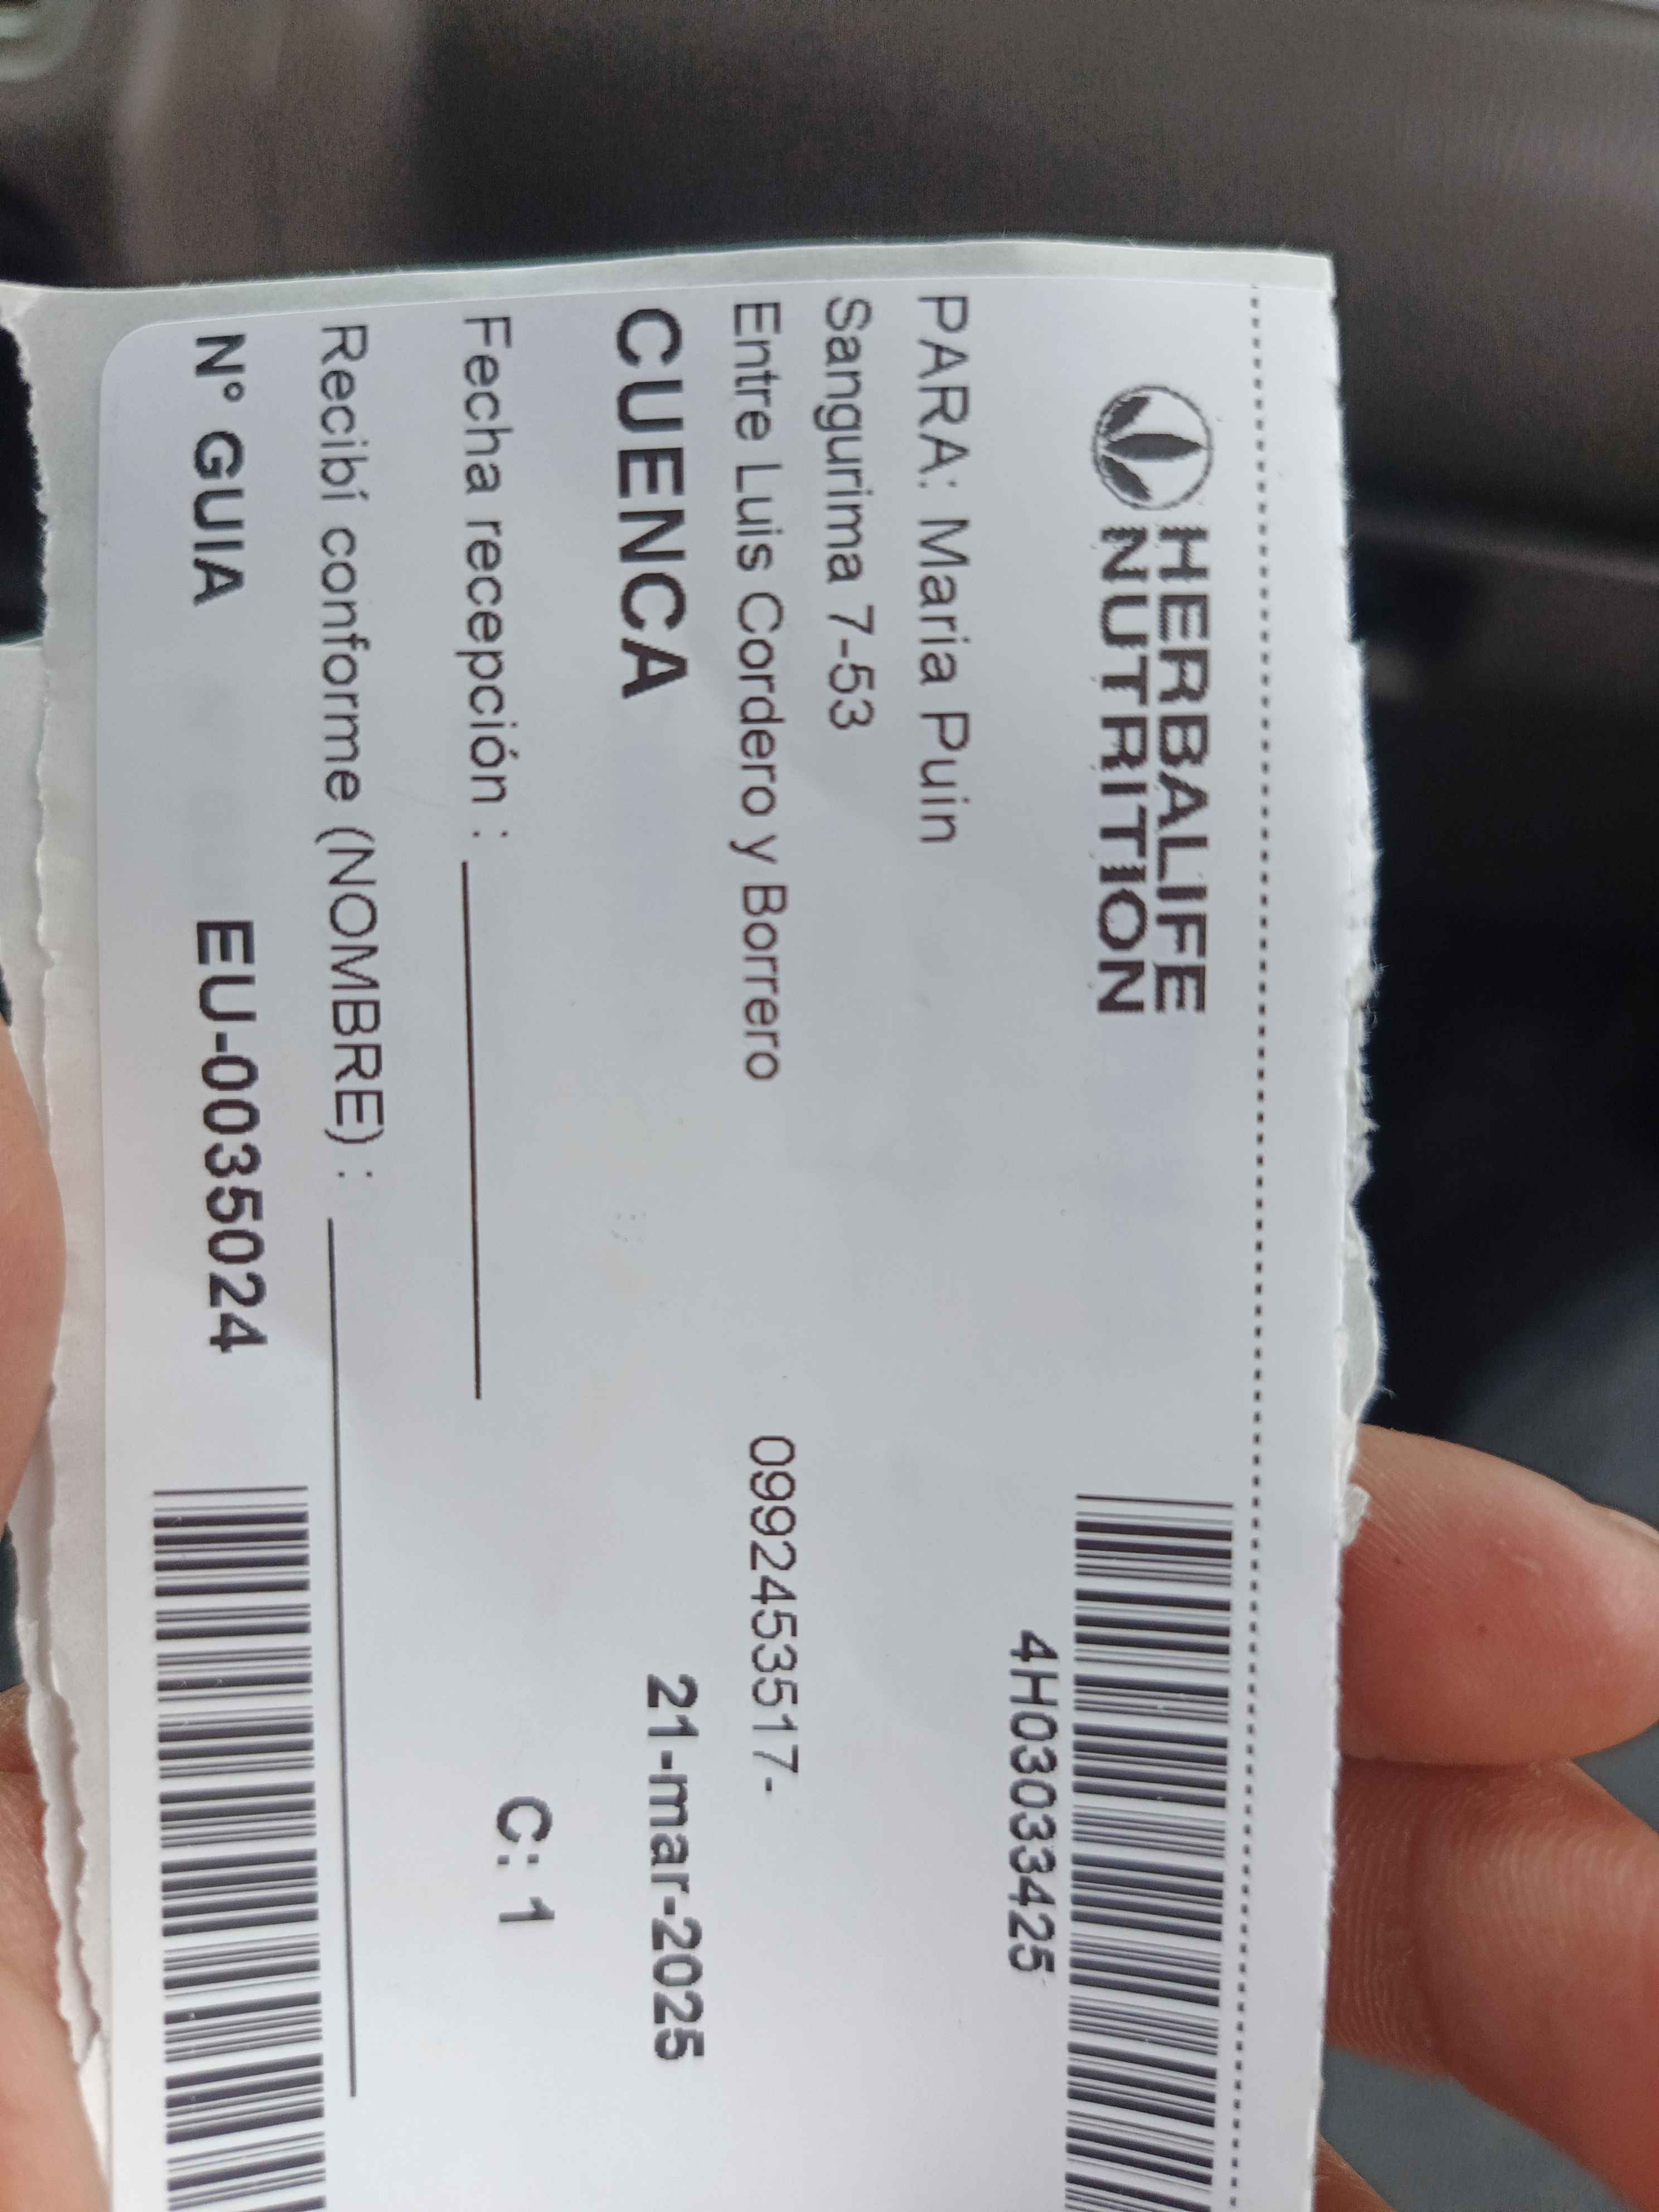 HERBALIFE
NUTRITION
4H03033425
PARA: Maria Puin
Sangurima 7-53
Entre Luis Cordero y Borrero
0992453517-
CUENCA
21-mar-2025
Fecha recepción :
C: 1
Recibí conforme (NOMBRE) :
N° GUIA EU-0035024